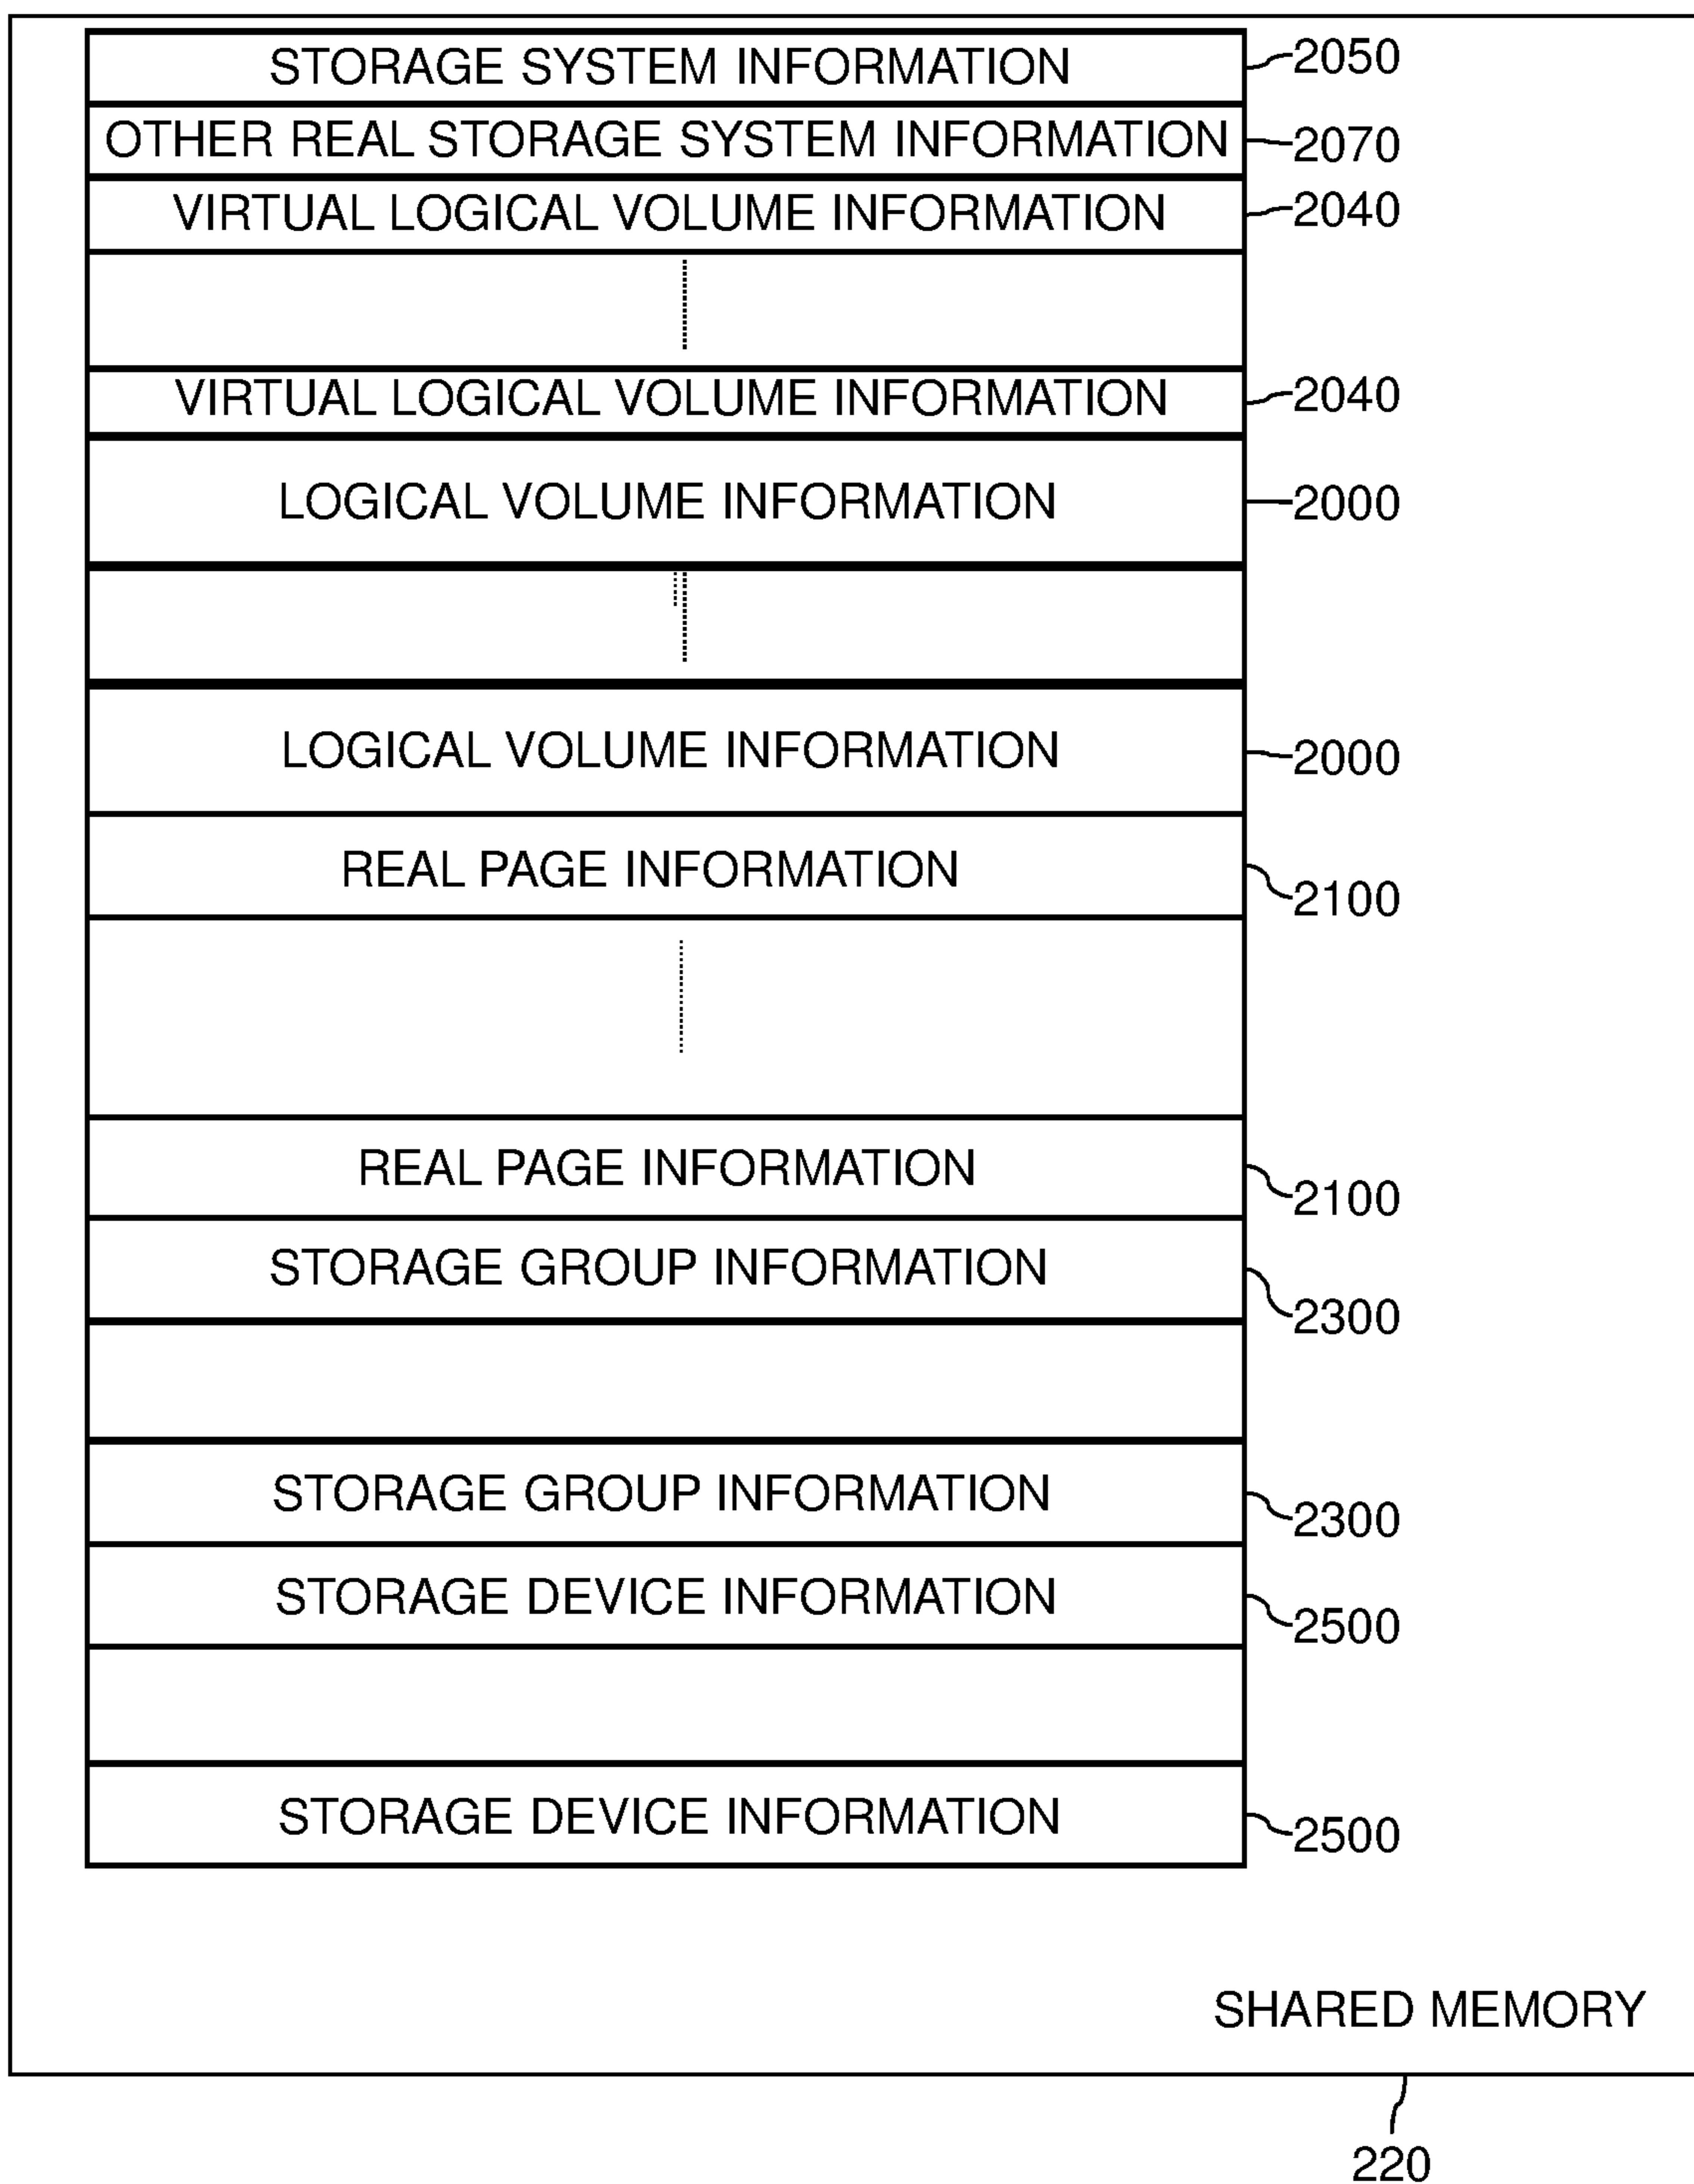 STORAGE SYSTEM INFORMATION 2050
OTHER REAL STORAGE SYSTEM INFORMATION 2070
VIRTUAL LOGICAL VOLUME INFORMATION 2040
VIRTUAL LOGICAL VOLUME INFORMATION 2040
LOGICAL VOLUME INFORMATION 2000
LOGICAL VOLUME INFORMATION 2000
REAL PAGE INFORMATION 2100
REAL PAGE INFORMATION 2100
STORAGE GROUP INFORMATION 2300
STORAGE GROUP INFORMATION 2300
STORAGE DEVICE INFORMATION 2500
STORAGE DEVICE INFORMATION 2500
SHARED MEMORY
220